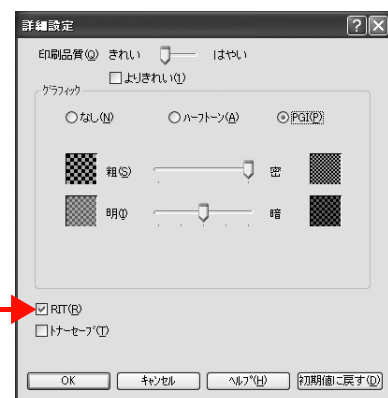 詳細設定
印刷品質(Q) きれい はやい
よりきれい(1)
グラフィック
なし(N) ハーフトーン(A) PGI(P)
粗(S) 密
明(I) 暗
RIT(R)
トナーセーブ(T)
OK キャンセル ヘルプ(H) 初期値に戻す(D)